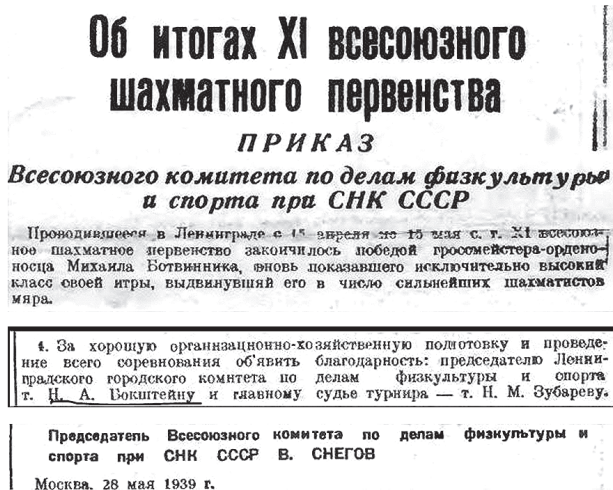 Об итогах XI всесоюзного
шахматного первенства
ПРИКАЗ
Всесоюзного комитета по делам физкультуры
и спорта при СНК СССР
Проводившееся в Ленинграде с 15 апреля по 15 мая с. г. XI всесоюз-
ное шахматное первенство закончилось победой гроссмейстера-ордено-
носца Михаила Ботвинника, вновь показавшего исключительно высокий
класс своей игры, выдвинувший его в число сильнейших шахматистов
мира.
4. За хорошую организационно-хозяйственную подготовку и проведе-
ние всего соревнования об'явить благодарность: председателю Ленин-
градского городского комитета по делам физкультуры и спорта
т. Н. А. Бокштейну и главному судье турнира — т. Н. М. Зубареву.
Председатель Всесоюзного комитета по делам физкультуры и
спорта при СНК СССР В. СНЕГОВ
Москва, 28 мая 1939 г.